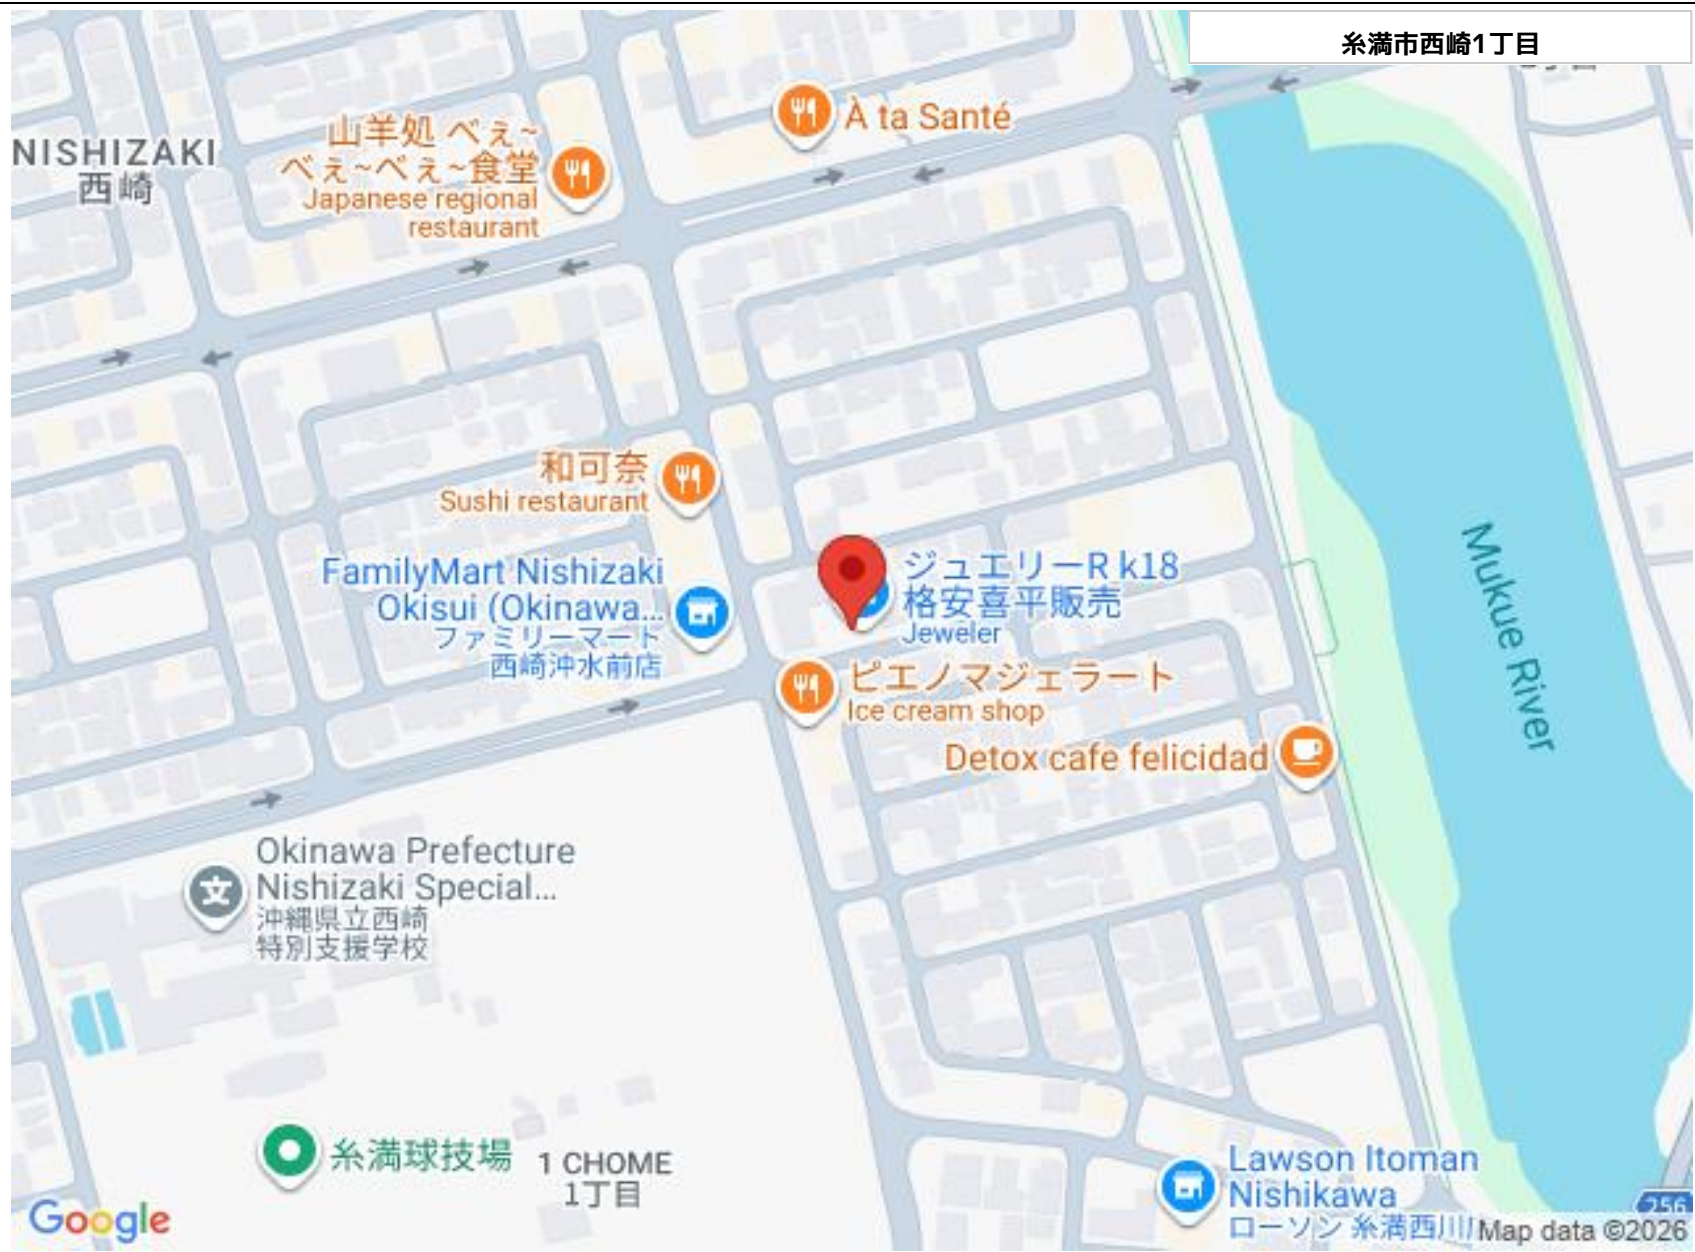 糸満市西崎1丁目
À ta Santé
山羊処 べぇ~
べぇ~べぇ~食堂
Japanese regional
restaurant
NISHIZAKI
西崎
和可奈
Sushi restaurant
FamilyMart Nishizaki
Okisui (Okinawa...
ファミリーマート
西崎沖水前店
ジュエリーR k18
格安喜平販売
Jeweler
ピエノマジェラート
Ice cream shop
Detox cafe felicidad
Mukue River
Okinawa Prefecture
Nishizaki Special...
沖縄県立西崎
特別支援学校
糸満球技場
1 CHOME
1丁目
Lawson Itoman
Nishikawa
ローソン 糸満西川
256
Google
Map data ©2026